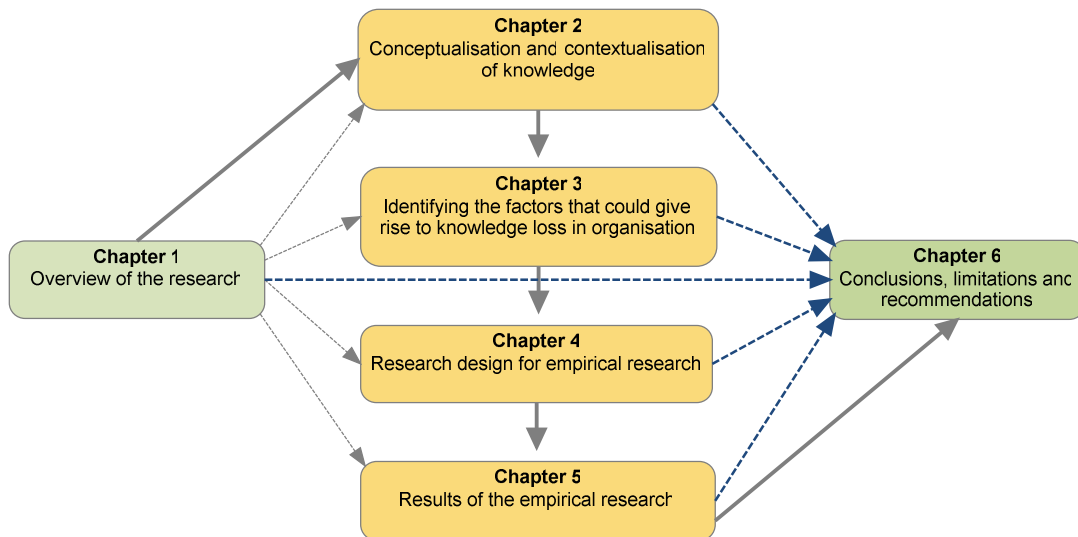 Chapter 2
Conceptualisation and contextualisation
of knowledge
Chapter 3
Identifying the factors that could give
rise to knowledge loss in organisation
Chapter 1
Overview of the research
Chapter 6
Conclusions, limitations and
recommendations
Chapter 4
Research design for empirical research
Chapter 5
Results of the empirical research